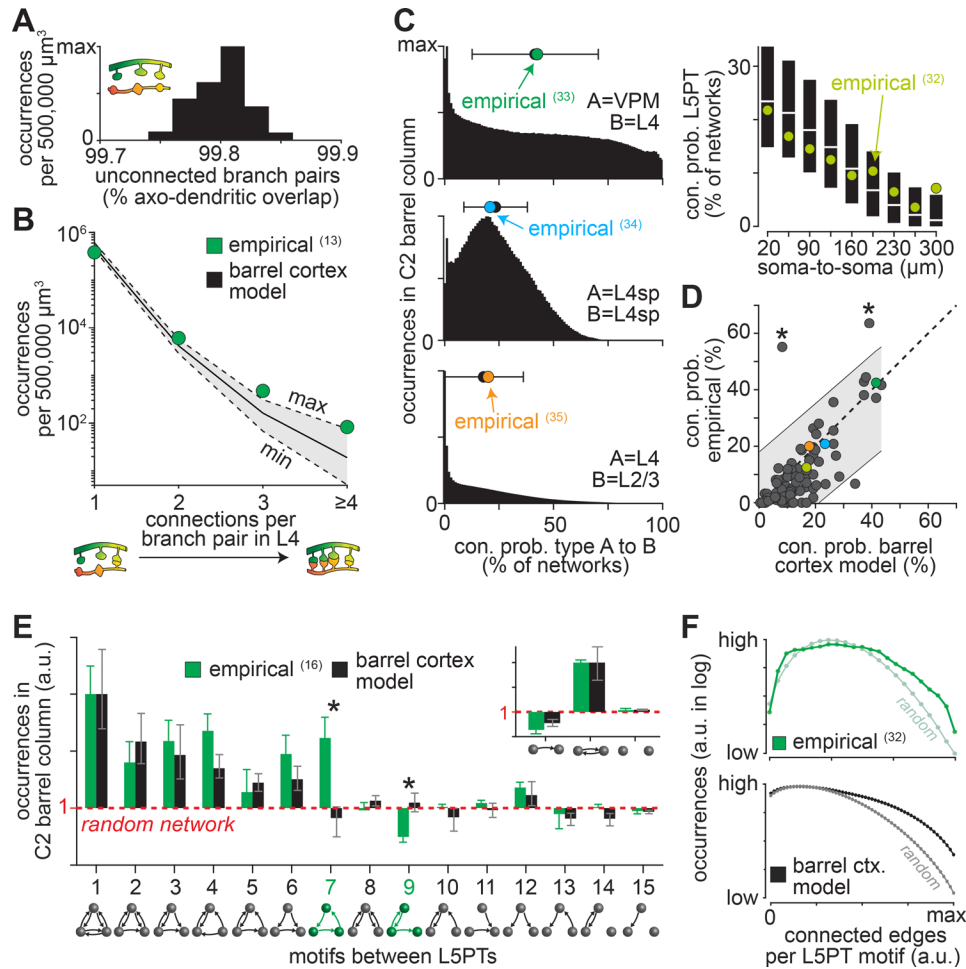 A
occurrences
per 500,000 µm³
max
0
99.7
99.8
99.9
unconnected branch pairs
(% axo-dendritic overlap)
B
occurrences
per 500,000 µm³
10⁶
10⁴
10²
empirical (13)
barrel cortex
model
max
min
1
2
3
≥4
connections per
branch pair in L4
C
occurrences in C2 barrel column
max
0
empirical (33)
A=VPM
B=L4
0
empirical (34)
A=L4sp
B=L4sp
0
empirical (35)
A=L4
B=L2/3
0
50
100
con. prob. type A to B
(% of networks)
con. prob. L5PT
(% of networks)
30
0
empirical (32)
20
90
160
230
300
soma-to-soma (µm)
D
con. prob.
empirical (%)
60
40
20
0
*
*
0
20
40
60
con. prob. barrel
cortex model (%)
E
occurrences in
C2 barrel column (a.u.)
1
empirical (16)
barrel cortex
model
*
*
1
random network
1 2 3 4 5 6 7 8 9 10 11 12 13 14 15
motifs between L5PTs
F
occurrences (a.u. in log)
high
low
random
empirical (32)
high
low
random
barrel ctx.
model
0
max
connected edges
per L5PT motif (a.u.)